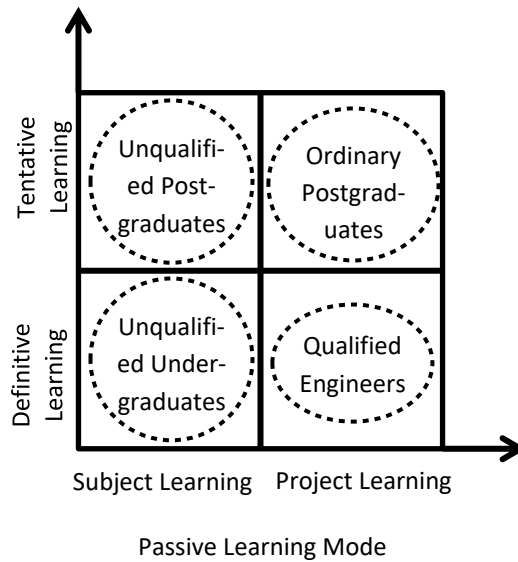 Tentative
Learning
Unqualifi-
ed Post-
graduates
Ordinary
Postgrad-
uates
Definitive
Learning
Unqualifi-
ed Under-
graduates
Qualified
Engineers
Subject Learning
Project Learning
Passive Learning Mode